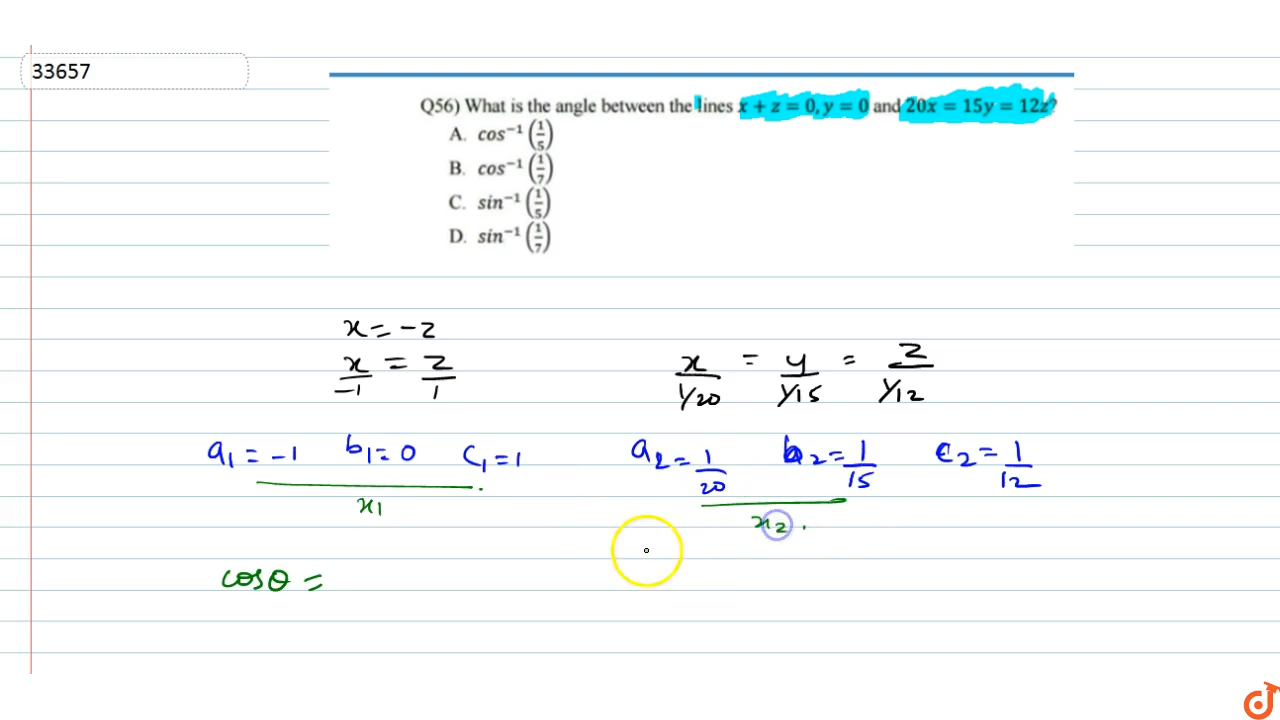 33657
Q56) What is the angle between the lines x + z = 0, y = 0 and 20x = 15y = 12z?
A. cos⁻¹ (1/5)
B. cos⁻¹ (1/7)
C. sin⁻¹ (1/5)
D. sin⁻¹ (1/7)
x = -z
x/-1 = z/1
x/1/20 = y/1/15 = z/1/12
a₁ = -1 b₁ = 0 c₁ = 1
a₂ = 1/20 b₂ = 1/15 c₂ = 1/12
x₁
x₂.
cosθ =